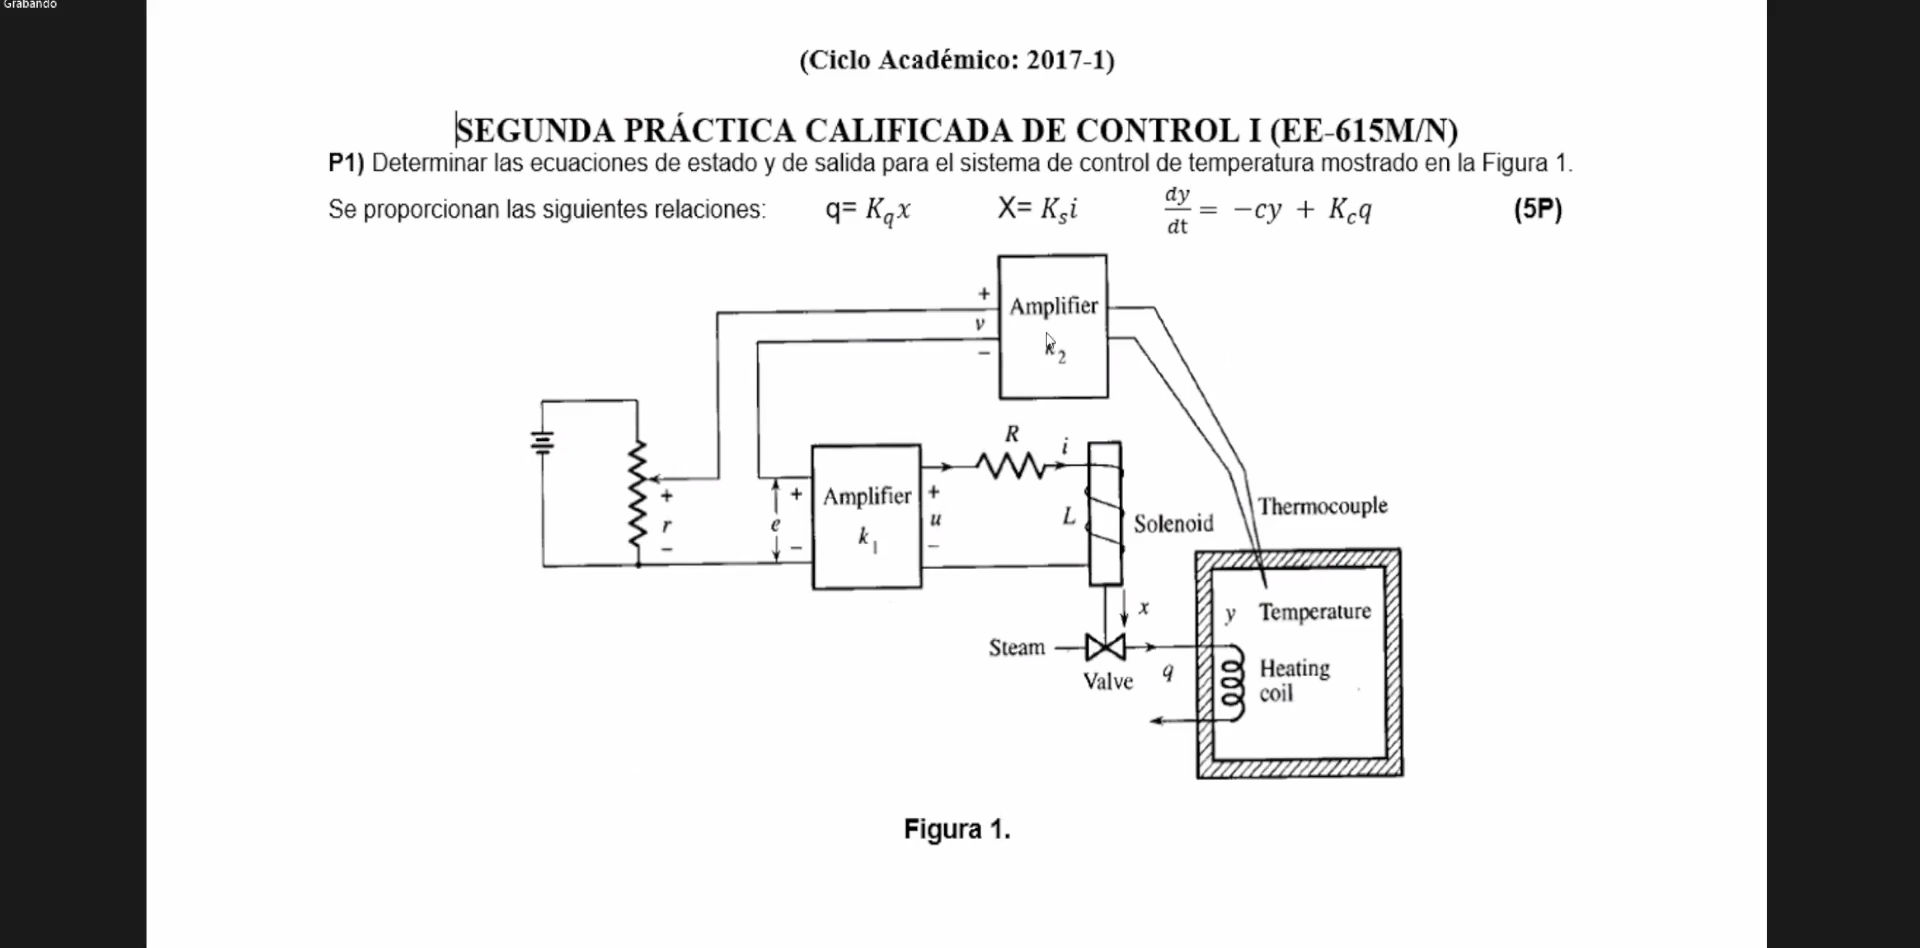 Grabando
(Ciclo Académico: 2017-1)
SEGUNDA PRÁCTICA CALIFICADA DE CONTROL I (EE-615M/N)
P1) Determinar las ecuaciones de estado y de salida para el sistema de control de temperatura mostrado en la Figura 1.
Se proporcionan las siguientes relaciones: q= K_q x X= K_s i dy/dt = −cy + K_c q (5P)
+
Amplifier
v
−
k_2
R
i
+
r
−
+
e
−
Amplifier
k_1
+
u
−
L
Solenoid
Thermocouple
x
y Temperature
Steam
Valve
q
Heating
coil
Figura 1.